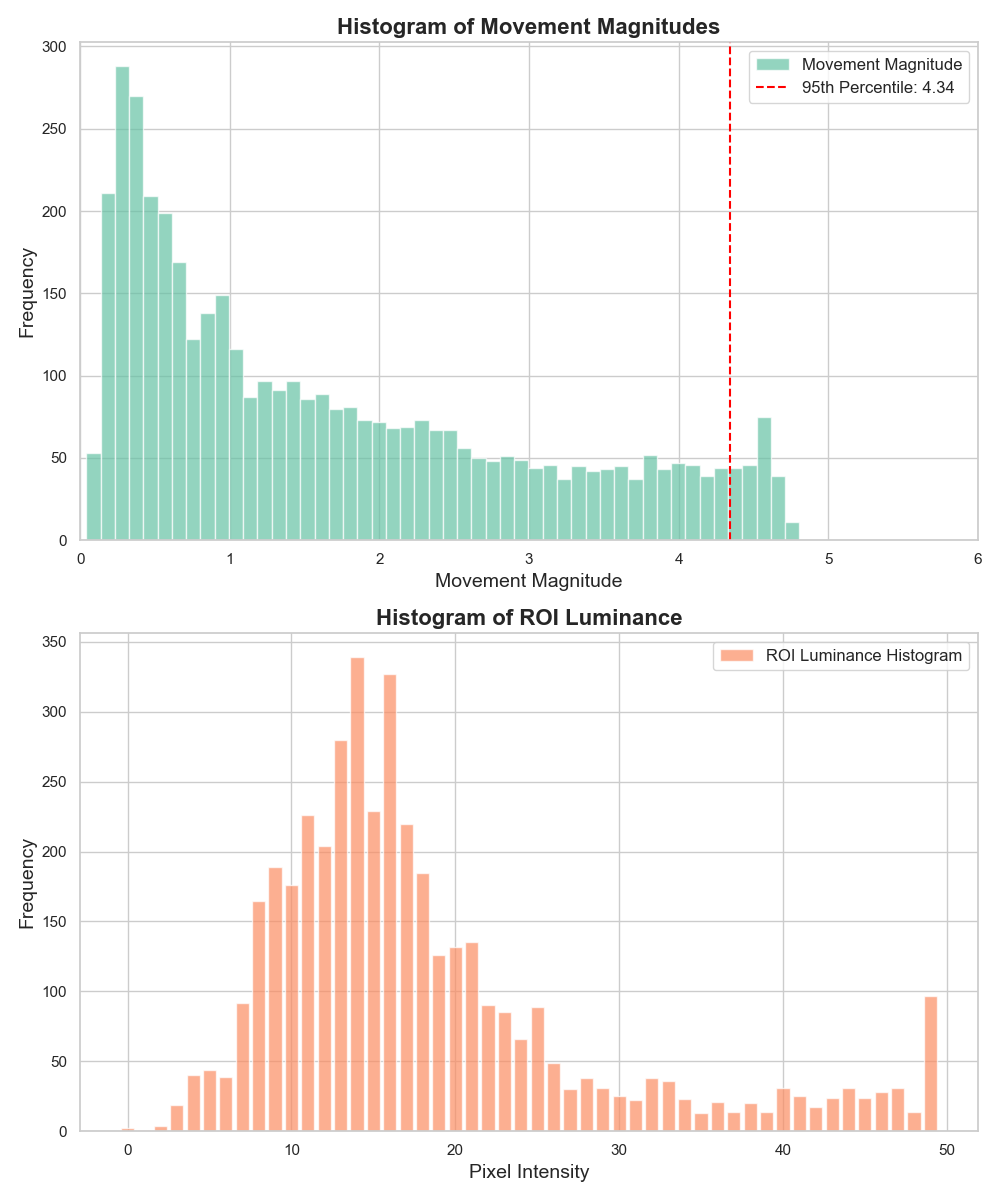 Histogram of Movement Magnitudes
300
250
200
150
100
50
0
Frequency
Movement Magnitude
95th Percentile: 4.34
0 1 2 3 4 5 6
Movement Magnitude
Histogram of ROI Luminance
350
300
250
200
150
100
50
0
Frequency
ROI Luminance Histogram
0 10 20 30 40 50
Pixel Intensity